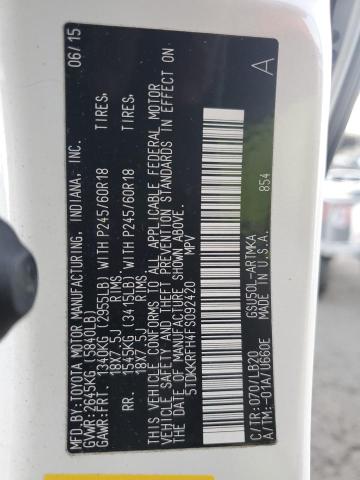 MFD. BY:
TOYOTA MOTOR MANUFACTURING, INDIANA, INC. 06/15
GVWR:2645KG (5840LB)
GAWR:FRT. 1340KG (2955LB) WITH P245/60R18 TIRES,
18X7.5J RIMS,
RR. 1545KG (3415LB) WITH P245/60R18 TIRES,
18X7.5J RIMS,
THIS VEHICLE CONFORMS TO ALL APPLICABLE FEDERAL MOTOR
VEHICLE SAFETY AND THEFT PREVENTION STANDARDS IN EFFECT ON
THE DATE OF MANUFACTURE SHOWN ABOVE.
5TDKKRFH4FS092420 MPV
A
C/TR:070/LB20 GSU50L-ARTMKA
A/TM:-01A/U660E MADE IN U.S.A. 854